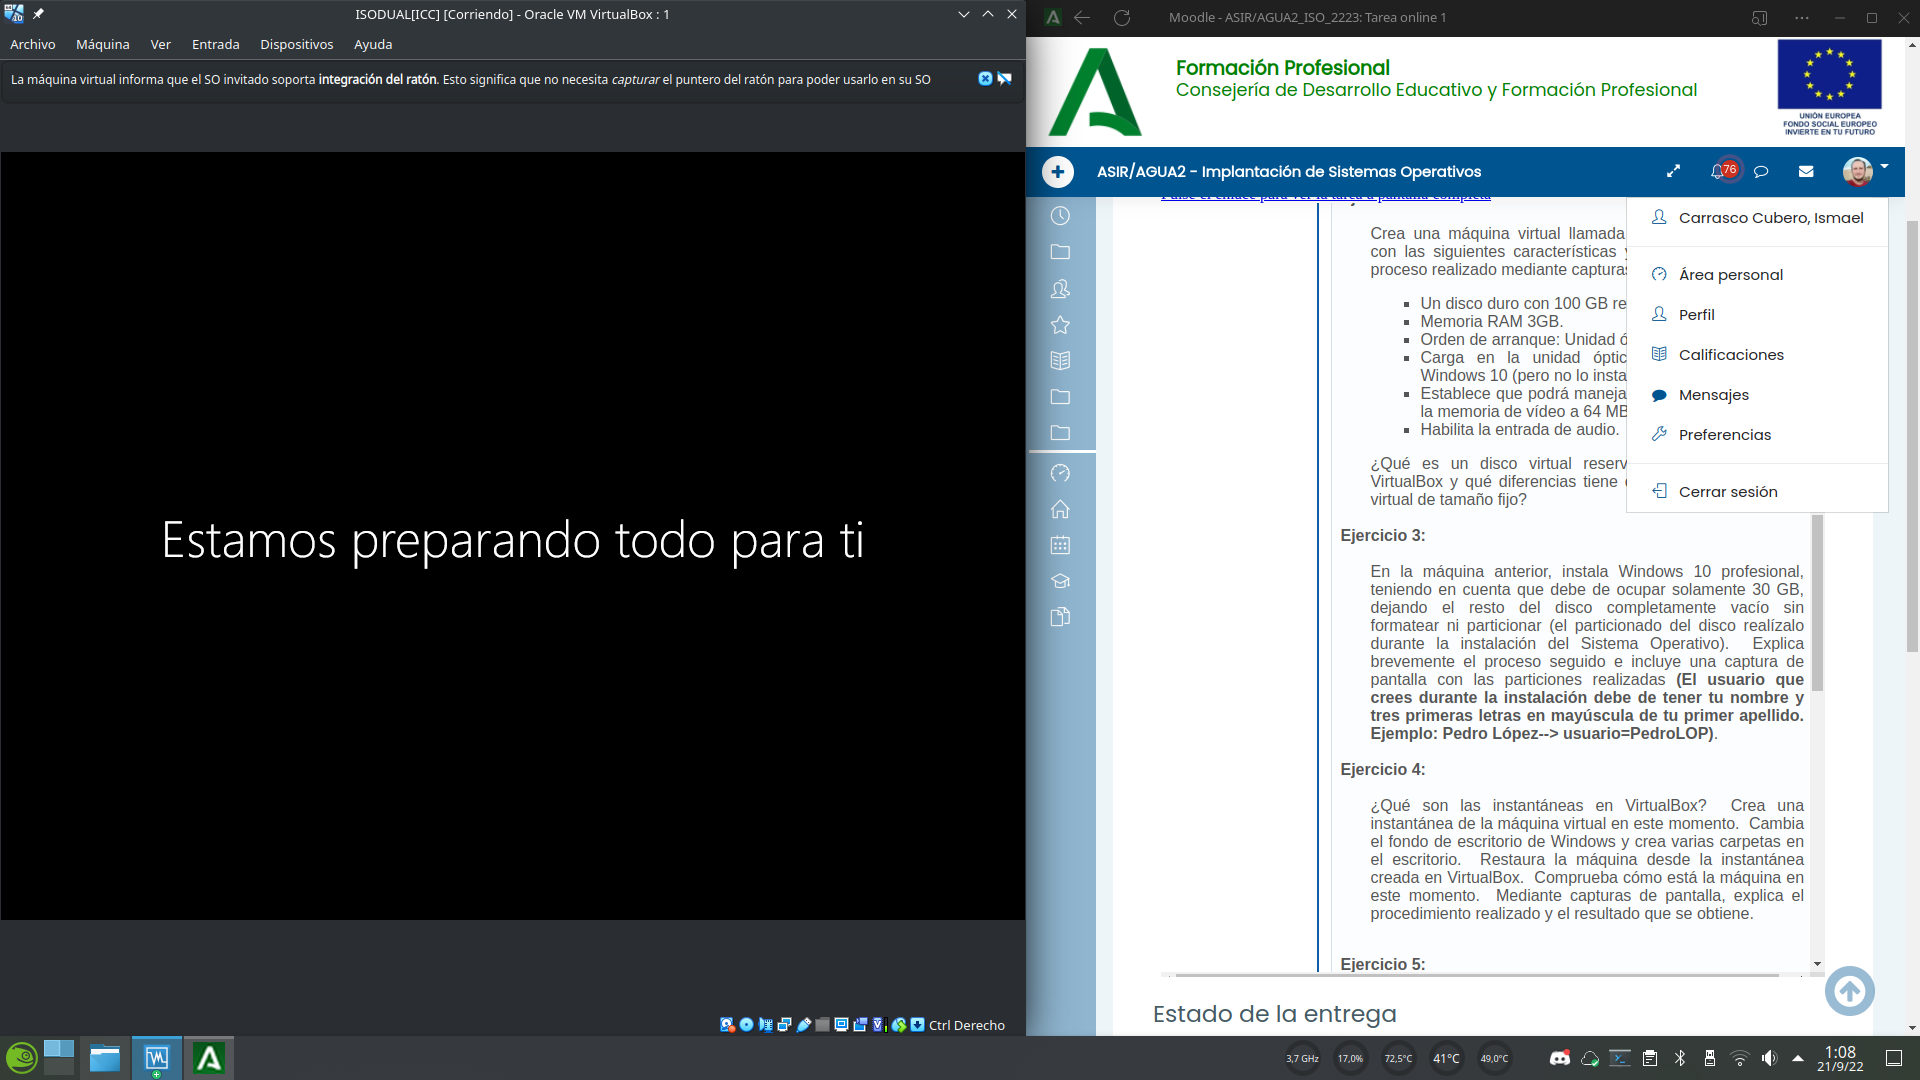 ISODUAL[ICC] [Corriendo] - Oracle VM VirtualBox : 1
Archivo Máquina Ver Entrada Dispositivos Ayuda
La máquina virtual informa que el SO invitado soporta integración del ratón. Esto significa que no necesita capturar el puntero del ratón para poder usarlo en su SO
Estamos preparando todo para ti
Ctrl Derecho
Moodle - ASIR/AGUA2_ISO_2223: Tarea online 1
Formación Profesional
Consejería de Desarrollo Educativo y Formación Profesional
UNIÓN EUROPEA
FONDO SOCIAL EUROPEO
INVIERTE EN TU FUTURO
ASIR/AGUA2 - Implantación de Sistemas Operativos
76
Pulse el enlace para ver la tarea a pantalla completa
Crea una máquina virtual llamada
con las siguientes características
proceso realizado mediante capturas
Un disco duro con 100 GB re
Memoria RAM 3GB.
Orden de arranque: Unidad ó
Carga en la unidad óptic
Windows 10 (pero no lo insta
Establece que podrá maneja
la memoria de vídeo a 64 MB
Habilita la entrada de audio.
¿Qué es un disco virtual reserv
VirtualBox y qué diferencias tiene
virtual de tamaño fijo?
Carrasco Cubero, Ismael
Área personal
Perfil
Calificaciones
Mensajes
Preferencias
Cerrar sesión
Ejercicio 3:
En la máquina anterior, instala Windows 10 profesional,
teniendo en cuenta que debe de ocupar solamente 30 GB,
dejando el resto del disco completamente vacío sin
formatear ni particionar (el particionado del disco realízalo
durante la instalación del Sistema Operativo). Explica
brevemente el proceso seguido e incluye una captura de
pantalla con las particiones realizadas (El usuario que
crees durante la instalación debe de tener tu nombre y
tres primeras letras en mayúscula de tu primer apellido.
Ejemplo: Pedro López--> usuario=PedroLOP).
Ejercicio 4:
¿Qué son las instantáneas en VirtualBox? Crea una
instantánea de la máquina virtual en este momento. Cambia
el fondo de escritorio de Windows y crea varias carpetas en
el escritorio. Restaura la máquina desde la instantánea
creada en VirtualBox. Comprueba cómo está la máquina en
este momento. Mediante capturas de pantalla, explica el
procedimiento realizado y el resultado que se obtiene.
Ejercicio 5:
Estado de la entrega
3,7 GHz 17,0% 72,5°C 41°C 49,0°C
1:08
21/9/22